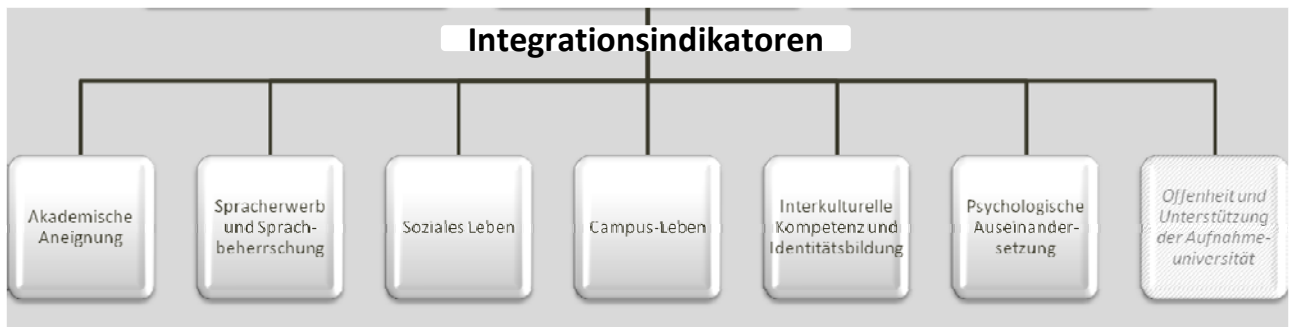 Integrationsindikatoren
Akademische
Aneignung
Spracherwerb
und Sprach-
beherrschung
Soziales Leben
Campus-Leben
Interkulturelle
Kompetenz und
Identitätsbildung
Psychologische
Auseinander-
setzung
Offenheit und
Unterstützung
der Aufnahme-
universität